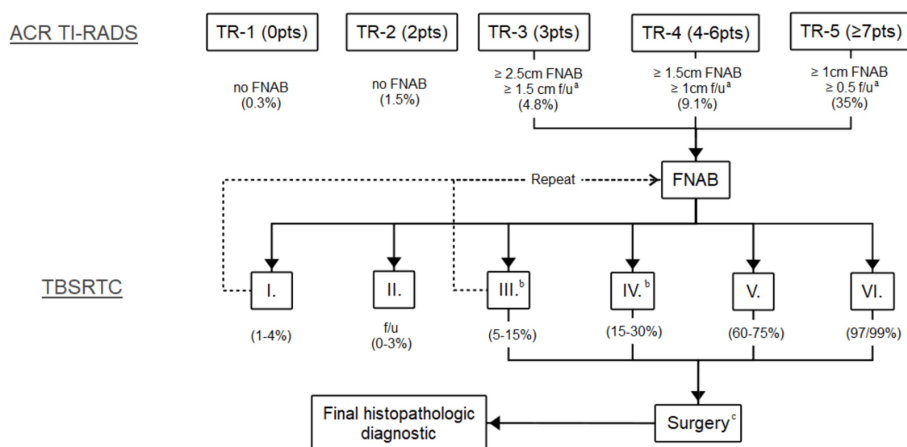 ACR TI-RADS
TR-1 (0pts)
TR-2 (2pts)
TR-3 (3pts)
TR-4 (4-6pts)
TR-5 (≥7pts)
no FNAB
(0.3%)
no FNAB
(1.5%)
≥ 2.5cm FNAB
≥ 1.5 cm f/uᵃ
(4.8%)
≥ 1.5cm FNAB
≥ 1cm f/uᵃ
(9.1%)
≥ 1cm FNAB
≥ 0.5 f/uᵃ
(35%)
Repeat
FNAB
TBSRTC
I.
II.
III.ᵇ
IV.ᵇ
V.
VI.
(1-4%)
f/u
(0-3%)
(5-15%)
(15-30%)
(60-75%)
(97/99%)
Final histopathologic
diagnostic
Surgeryᶜ